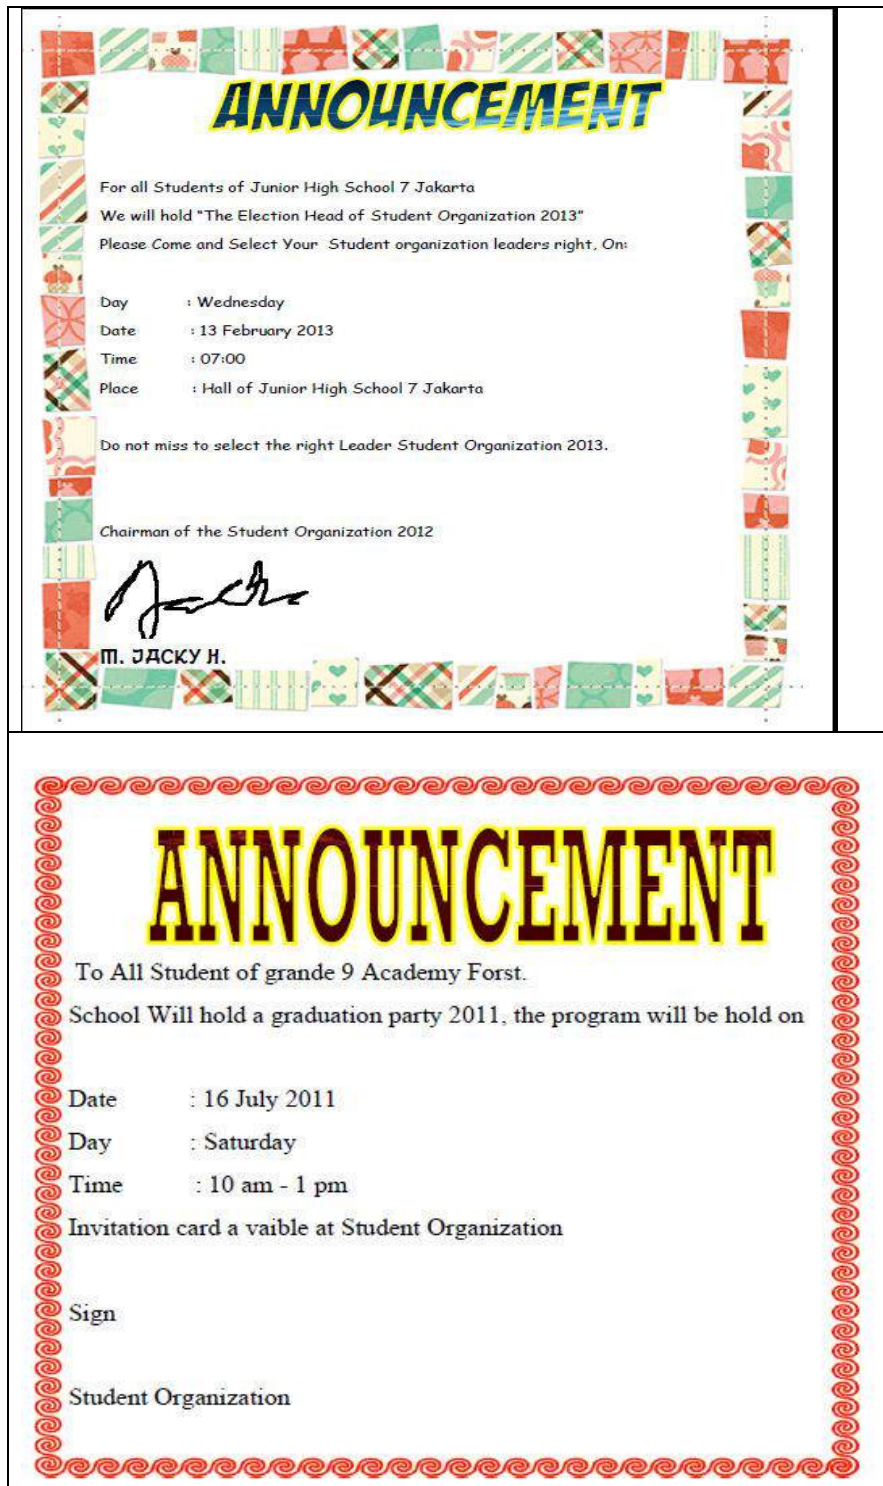 ANNOUNCEMENT
For all Students of Junior High School 7 Jakarta
We will hold "The Election Head of Student Organization 2013"
Please Come and Select Your Student organization leaders right, On:
Day : Wednesday
Date : 13 February 2013
Time : 07:00
Place : Hall of Junior High School 7 Jakarta
Do not miss to select the right Leader Student Organization 2013.
Chairman of the Student Organization 2012
M. JACKY H.
ANNOUNCEMENT
To All Student of grande 9 Academy Forst.
School Will hold a graduation party 2011, the program will be hold on
Date : 16 July 2011
Day : Saturday
Time : 10 am - 1 pm
Invitation card a vaible at Student Organization
Sign
Student Organization